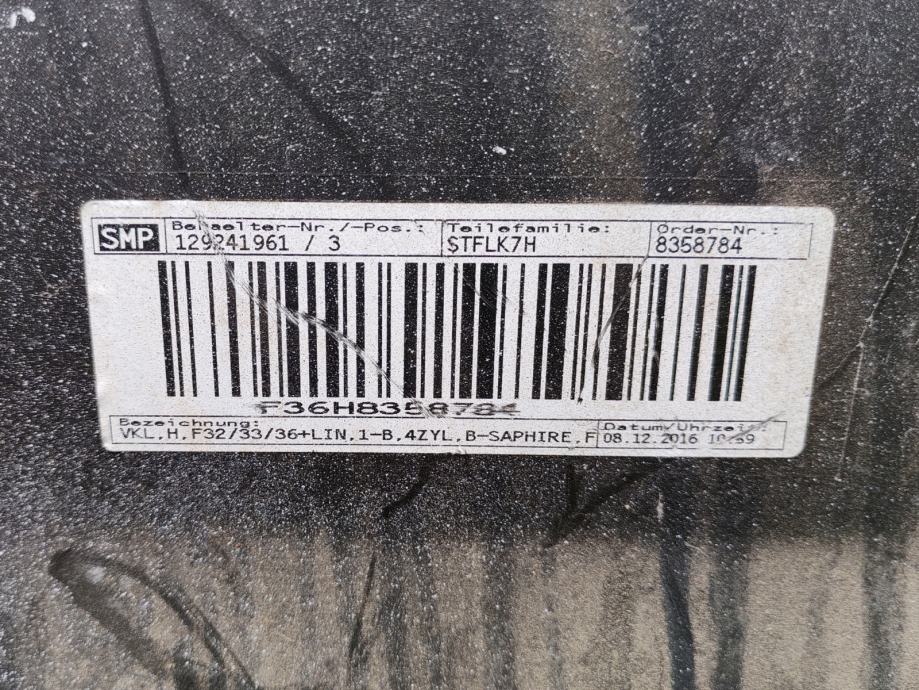 SMP
Behaelter-Nr./-Pos.: Teilefamilie: Order-Nr.:
129241961 / 3 STFLK7H 8358784
F36H8358784
Bezeichnung: Datum/Uhrzeit:
VKL,H,F32/33/36+LIN,1-B,4ZYL,B-SAPHIRE,F 08.12.2016